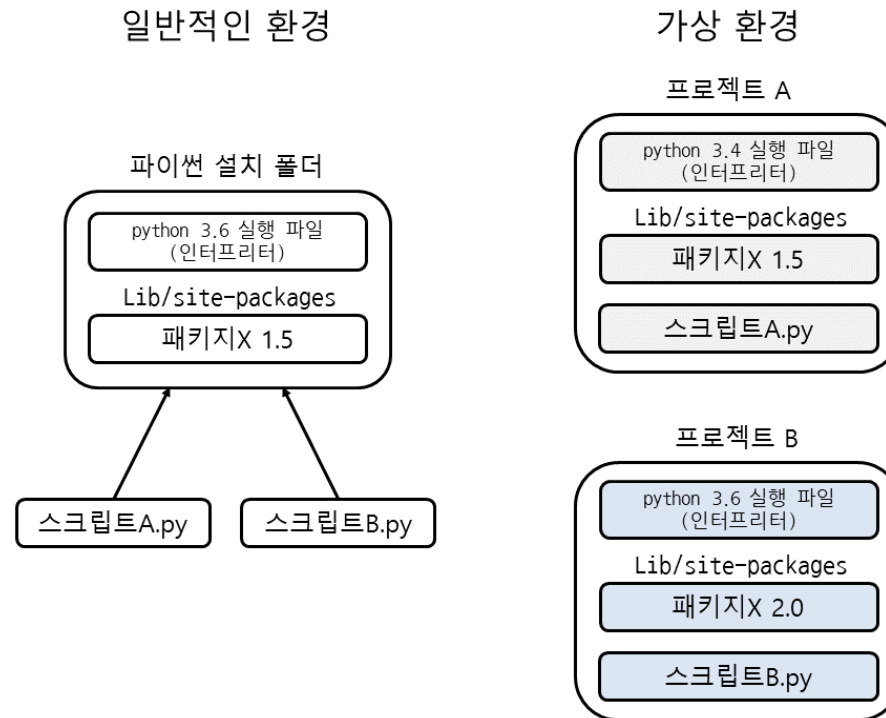 일반적인 환경
파이썬 설치 폴더
python 3.6 실행 파일
(인터프리터)
Lib/site-packages
패키지X 1.5
스크립트A.py
스크립트B.py
가상 환경
프로젝트 A
python 3.4 실행 파일
(인터프리터)
Lib/site-packages
패키지X 1.5
스크립트A.py
프로젝트 B
python 3.6 실행 파일
(인터프리터)
Lib/site-packages
패키지X 2.0
스크립트B.py